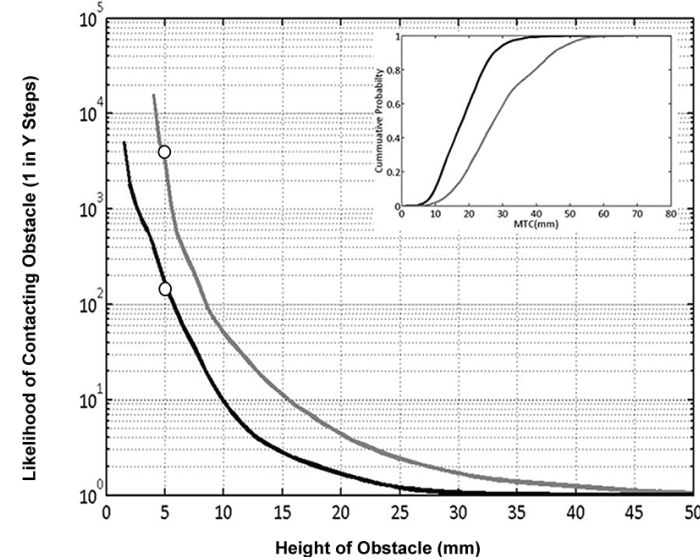 Likelihood of Contacting Obstacle (1 in Y Steps)
10^5
10^4
10^3
10^2
10^1
10^0
0 5 10 15 20 25 30 35 40 45 50
Height of Obstacle (mm)
Cummuative Probabilty
1
0.8
0.6
0.4
0.2
0
0 10 20 30 40 50 60 70 80
MTC(mm)